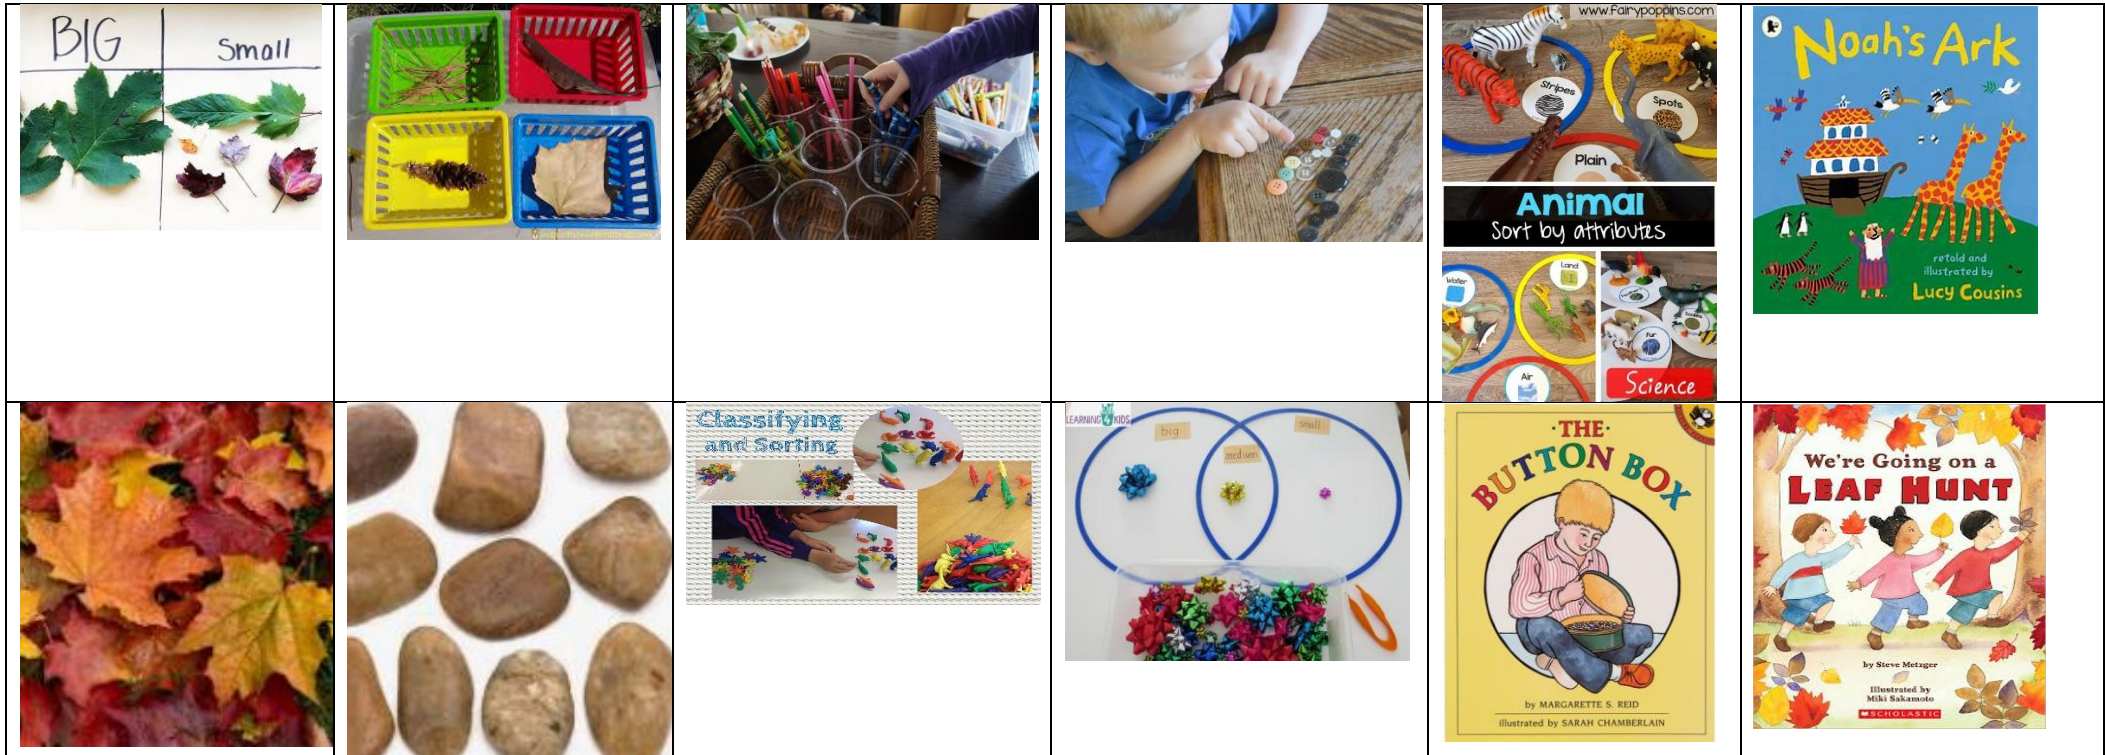 BIG
Small
www.fairypoppins.com
Stripes
Spots
Plain
Animal
Sort by attributes
Water
Land
Fur
Air
Science
Noah's Ark
retold and
illustrated by
Lucy Cousins
Classifying
and Sorting
LEARNING 4 KIDS
big
small
medium
·THE·
BUTTON BOX
by MARGARETTE S. REID
illustrated by SARAH CHAMBERLAIN
We're Going on a
LEAF HUNT
by Steve Metzger
Illustrated by
Miki Sakamoto
SCHOLASTIC